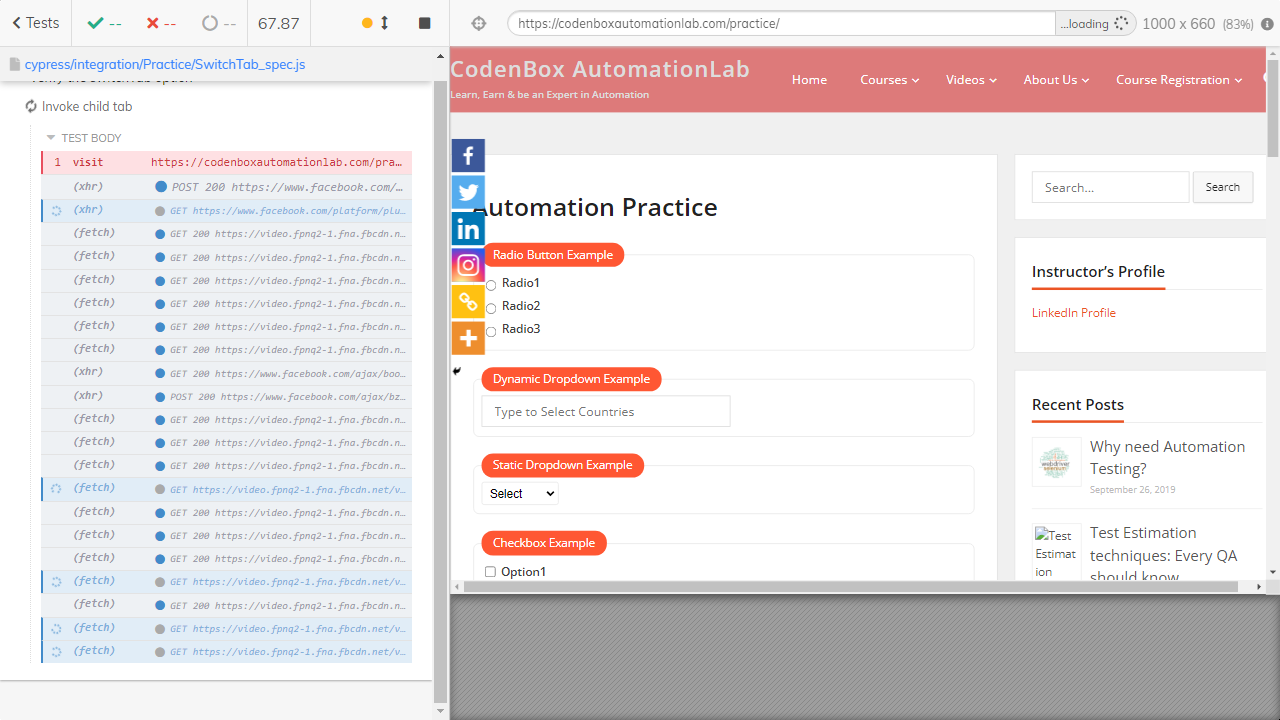 Tests
--
--
--
67.87
https://codenboxautomationlab.com/practice/
...loading
1000 x 660 (83%)
cypress/integration/Practice/SwitchTab_spec.js
Invoke child tab
TEST BODY
1 visit https://codenboxautomationlab.com/pra...
(xhr) POST 200 https://www.facebook.com/...
(xhr) GET https://www.facebook.com/platform/plu...
(fetch) GET 200 https://video.fpnq2-1.fna.fbcdn.n...
(fetch) GET 200 https://video.fpnq2-1.fna.fbcdn.n...
(fetch) GET 200 https://video.fpnq2-1.fna.fbcdn.n...
(fetch) GET 200 https://video.fpnq2-1.fna.fbcdn.n...
(fetch) GET 200 https://video.fpnq2-1.fna.fbcdn.n...
(fetch) GET 200 https://video.fpnq2-1.fna.fbcdn.n...
(xhr) GET 200 https://www.facebook.com/ajax/boo...
(xhr) POST 200 https://www.facebook.com/ajax/bz...
(fetch) GET 200 https://video.fpnq2-1.fna.fbcdn.n...
(fetch) GET 200 https://video.fpnq2-1.fna.fbcdn.n...
(fetch) GET 200 https://video.fpnq2-1.fna.fbcdn.n...
(fetch) GET https://video.fpnq2-1.fna.fbcdn.net/v...
(fetch) GET 200 https://video.fpnq2-1.fna.fbcdn.n...
(fetch) GET 200 https://video.fpnq2-1.fna.fbcdn.n...
(fetch) GET 200 https://video.fpnq2-1.fna.fbcdn.n...
(fetch) GET https://video.fpnq2-1.fna.fbcdn.net/v...
(fetch) GET 200 https://video.fpnq2-1.fna.fbcdn.n...
(fetch) GET https://video.fpnq2-1.fna.fbcdn.net/v...
(fetch) GET https://video.fpnq2-1.fna.fbcdn.net/v...
CodenBox AutomationLab
Learn, Earn & be an Expert in Automation
Home Courses Videos About Us Course Registration
Automation Practice
Radio Button Example
Radio1
Radio2
Radio3
Dynamic Dropdown Example
Type to Select Countries
Static Dropdown Example
Select
Checkbox Example
Option1
Search... Search
Instructor's Profile
LinkedIn Profile
Recent Posts
Why need Automation
Testing?
September 26, 2019
Test
Estimation
Test Estimation
techniques: Every QA
should know